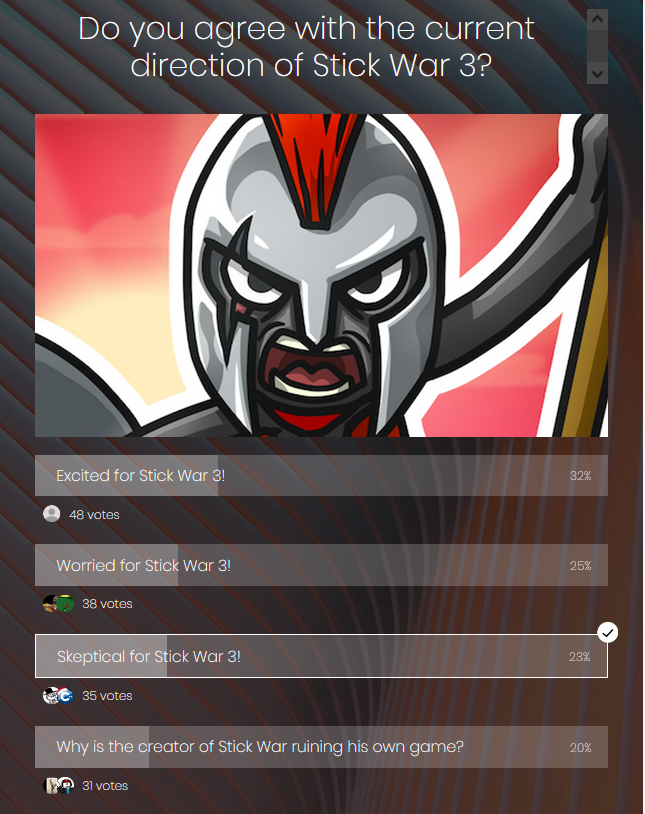 Do you agree with the current
direction of Stick War 3?
Excited for Stick War 3!
32%
48 votes
Worried for Stick War 3!
25%
38 votes
Skeptical for Stick War 3!
23%
35 votes
Why is the creator of Stick War ruining his own game?
20%
31 votes